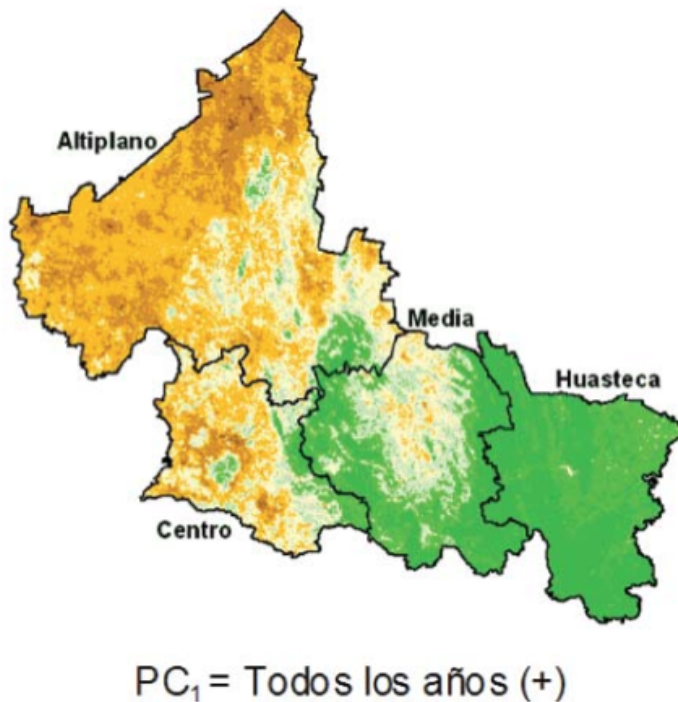 Altiplano
Media
Huasteca
Centro
PC₁ = Todos los años (+)